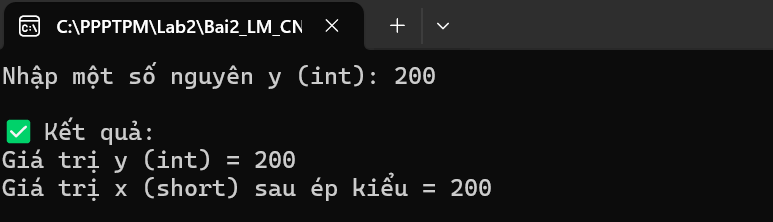 C:\PPPTPM\Lab2\Bai2_LM_CN
Nhập một số nguyên y (int): 200
✅ Kết quả:
Giá trị y (int) = 200
Giá trị x (short) sau ép kiểu = 200